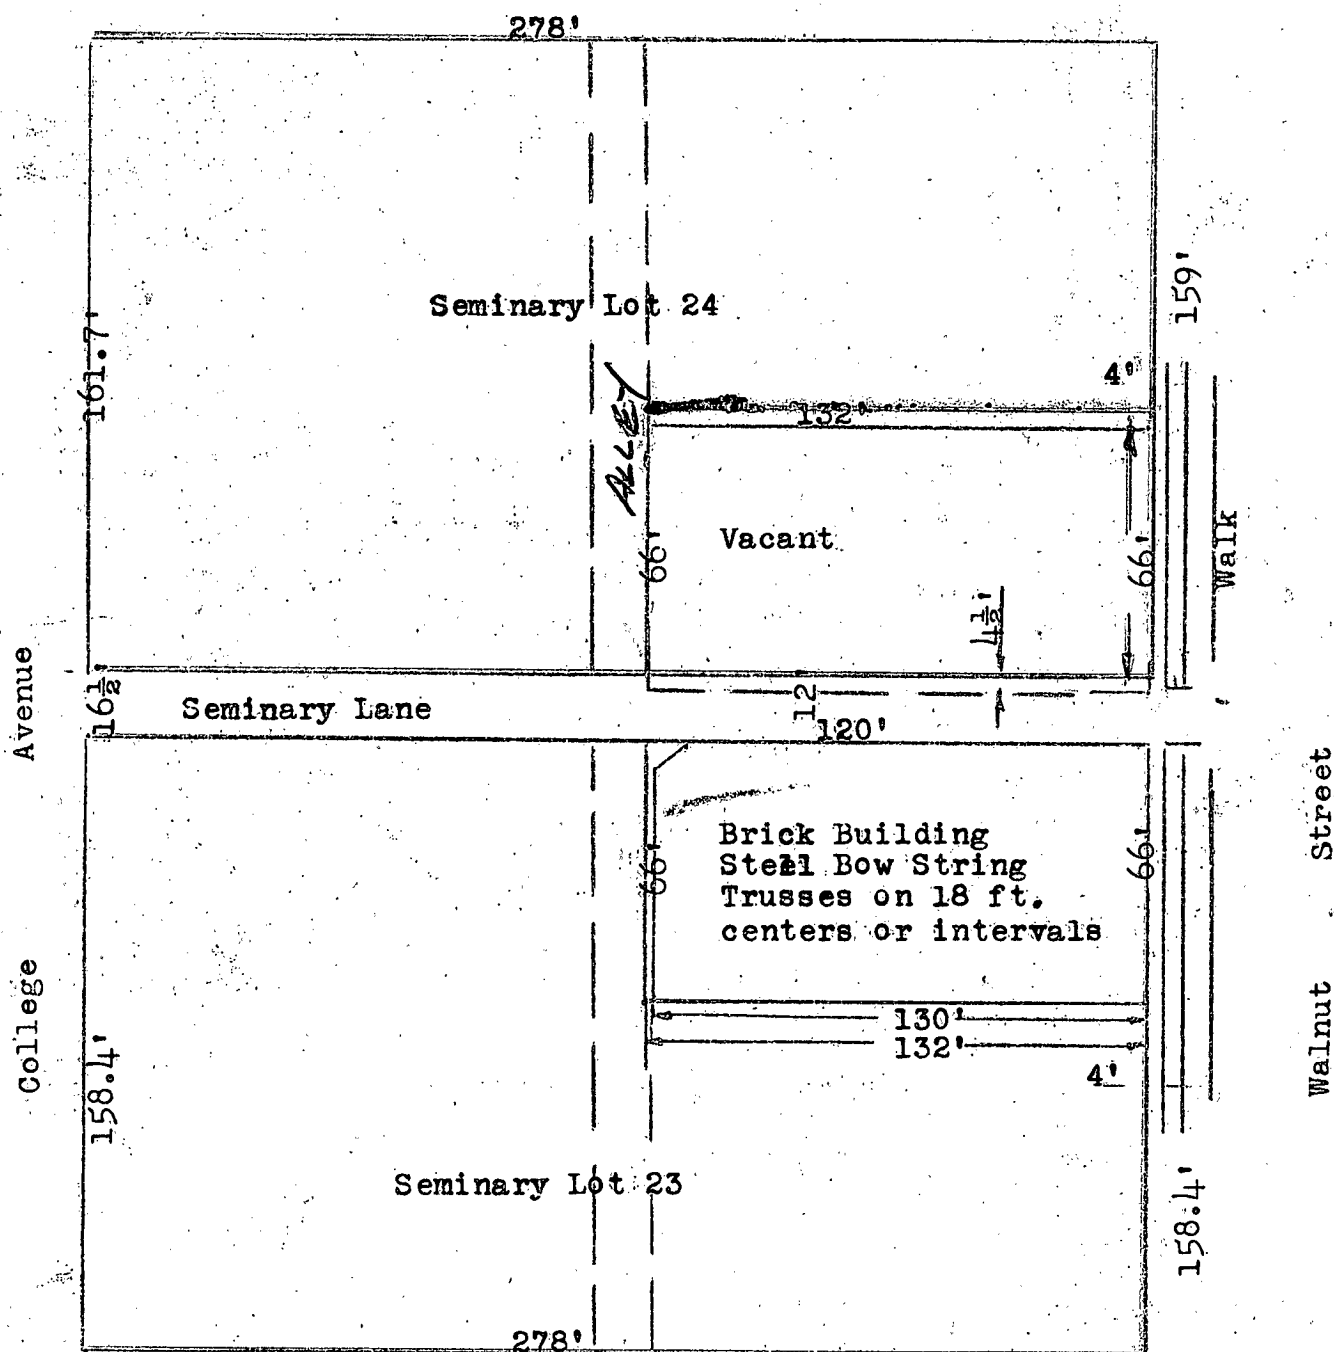 278'
159'
Seminary Lot 24
161.7'
4'
132'
ALLEY
Vacant
66'
66'
Walk
4½'
Avenue
16½'
Seminary Lane
12
120'
Street
Brick Building
Steel Bow String
Trusses on 18 ft.
centers or intervals
66'
66'
College
130'
132'
4'
Walnut
158.4'
Seminary Lot 23
158.4'
278'